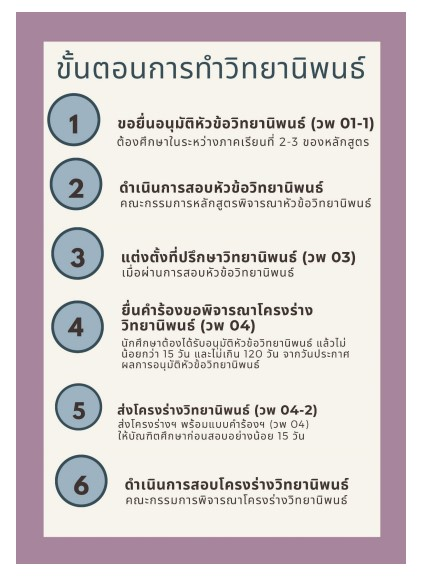 ขั้นตอนการทำวิทยานิพนธ์
1
ขอยื่นอนุมัติหัวข้อวิทยานิพนธ์ (วพ 01-1)
ต้องศึกษาในระหว่างภาคเรียนที่ 2-3 ของหลักสูตร
2
ดำเนินการสอบหัวข้อวิทยานิพนธ์
คณะกรรมการหลักสูตรพิจารณาหัวข้อวิทยานิพนธ์
3
แต่งตั้งที่ปรึกษาวิทยานิพนธ์ (วพ 03)
เมื่อผ่านการสอบหัวข้อวิทยานิพนธ์
4
ยื่นคำร้องขอพิจารณาโครงร่าง
วิทยานิพนธ์ (วพ 04)
นักศึกษาต้องได้รับอนุมัติหัวข้อวิทยานิพนธ์ แล้วไม่
น้อยกว่า 15 วัน และไม่เกิน 120 วัน จากวันประกาศ
ผลการอนุมัติหัวข้อวิทยานิพนธ์
5
ส่งโครงร่างวิทยานิพนธ์ (วพ 04-2)
ส่งโครงร่างฯ พร้อมแบบคำร้องฯ (วพ 04)
ให้บัณฑิตศึกษาก่อนสอบอย่างน้อย 15 วัน
6
ดำเนินการสอบโครงร่างวิทยานิพนธ์
คณะกรรมการพิจารณาโครงร่างวิทยานิพนธ์